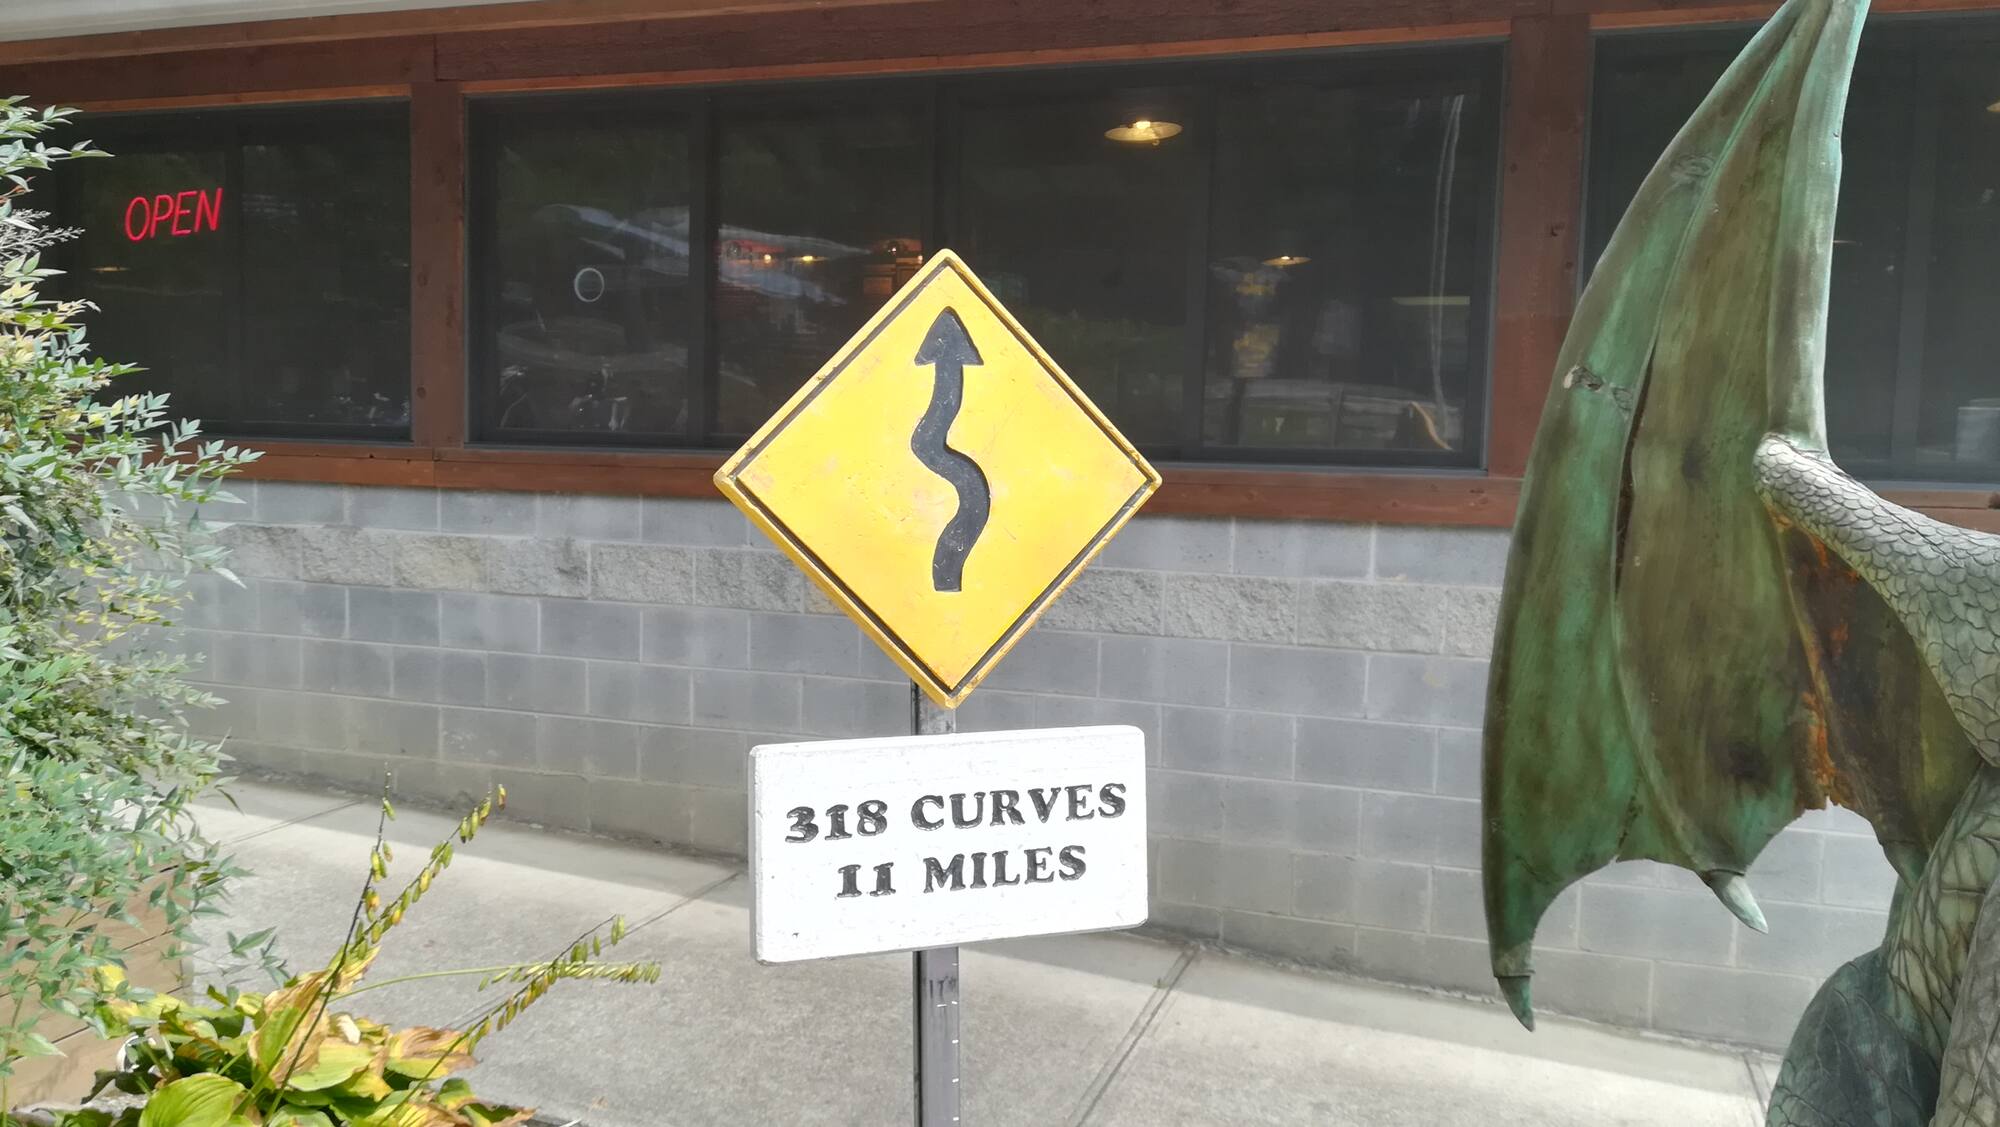 OPEN
318 CURVES
11 MILES